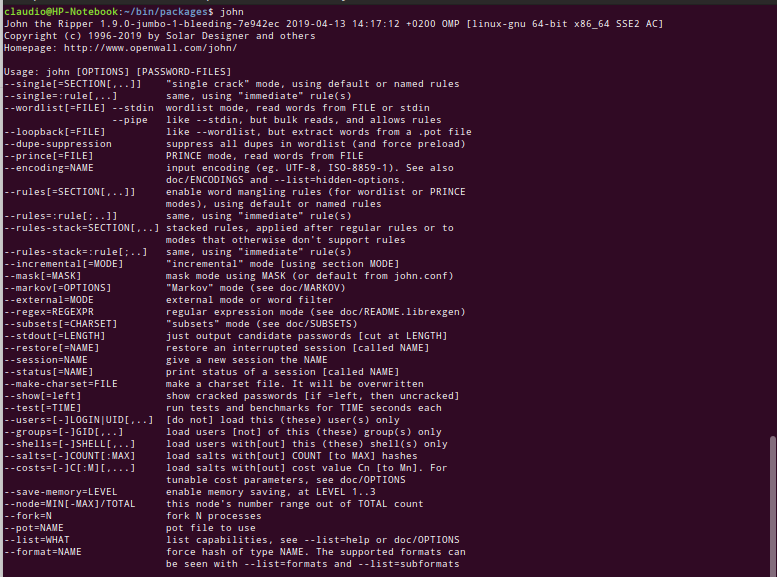 claudio@HP-Notebook:~/bin/packages$ john
John the Ripper 1.9.0-jumbo-1-bleeding-7e942ec 2019-04-13 14:17:12 +0200 OMP [linux-gnu 64-bit x86_64 SSE2 AC]
Copyright (c) 1996-2019 by Solar Designer and others
Homepage: http://www.openwall.com/john/

Usage: john [OPTIONS] [PASSWORD-FILES]
--single[=SECTION[,..]]    "single crack" mode, using default or named rules
--single=:rule[,..]        same, using "immediate" rule(s)
--wordlist[=FILE] --stdin  wordlist mode, read words from FILE or stdin
                  --pipe   like --stdin, but bulk reads, and allows rules
--loopback[=FILE]          like --wordlist, but extract words from a .pot file
--dupe-suppression         suppress all dupes in wordlist (and force preload)
--prince[=FILE]            PRINCE mode, read words from FILE
--encoding=NAME            input encoding (eg. UTF-8, ISO-8859-1). See also
                           doc/ENCODINGS and --list=hidden-options.
--rules[=SECTION[,..]]     enable word mangling rules (for wordlist or PRINCE
                           modes), using default or named rules
--rules=:rule[;..]]        same, using "immediate" rule(s)
--rules-stack=SECTION[,..] stacked rules, applied after regular rules or to
                           modes that otherwise don't support rules
--rules-stack=:rule[;..]   same, using "immediate" rule(s)
--incremental[=MODE]       "incremental" mode [using section MODE]
--mask[=MASK]              mask mode using MASK (or default from john.conf)
--markov[=OPTIONS]         "Markov" mode (see doc/MARKOV)
--external=MODE            external mode or word filter
--regex=REGEXPR            regular expression mode (see doc/README.librexgen)
--subsets[=CHARSET]        "subsets" mode (see doc/SUBSETS)
--stdout[=LENGTH]          just output candidate passwords [cut at LENGTH]
--restore[=NAME]           restore an interrupted session [called NAME]
--session=NAME             give a new session the NAME
--status[=NAME]            print status of a session [called NAME]
--make-charset=FILE        make a charset file. It will be overwritten
--show[=left]              show cracked passwords [if =left, then uncracked]
--test[=TIME]              run tests and benchmarks for TIME seconds each
--users=[-]LOGIN|UID[,..]  [do not] load this (these) user(s) only
--groups=[-]GID[,..]       load users [not] of this (these) group(s) only
--shells=[-]SHELL[,..]     load users with[out] this (these) shell(s) only
--salts=[-]COUNT[:MAX]     load salts with[out] COUNT [to MAX] hashes
--costs=[-]C[:M][,...]     load salts with[out] cost value Cn [to Mn]. For
                           tunable cost parameters, see doc/OPTIONS
--save-memory=LEVEL        enable memory saving, at LEVEL 1..3
--node=MIN[-MAX]/TOTAL     this node's number range out of TOTAL count
--fork=N                   fork N processes
--pot=NAME                 pot file to use
--list=WHAT                list capabilities, see --list=help or doc/OPTIONS
--format=NAME              force hash of type NAME. The supported formats can
                           be seen with --list=formats and --list=subformats